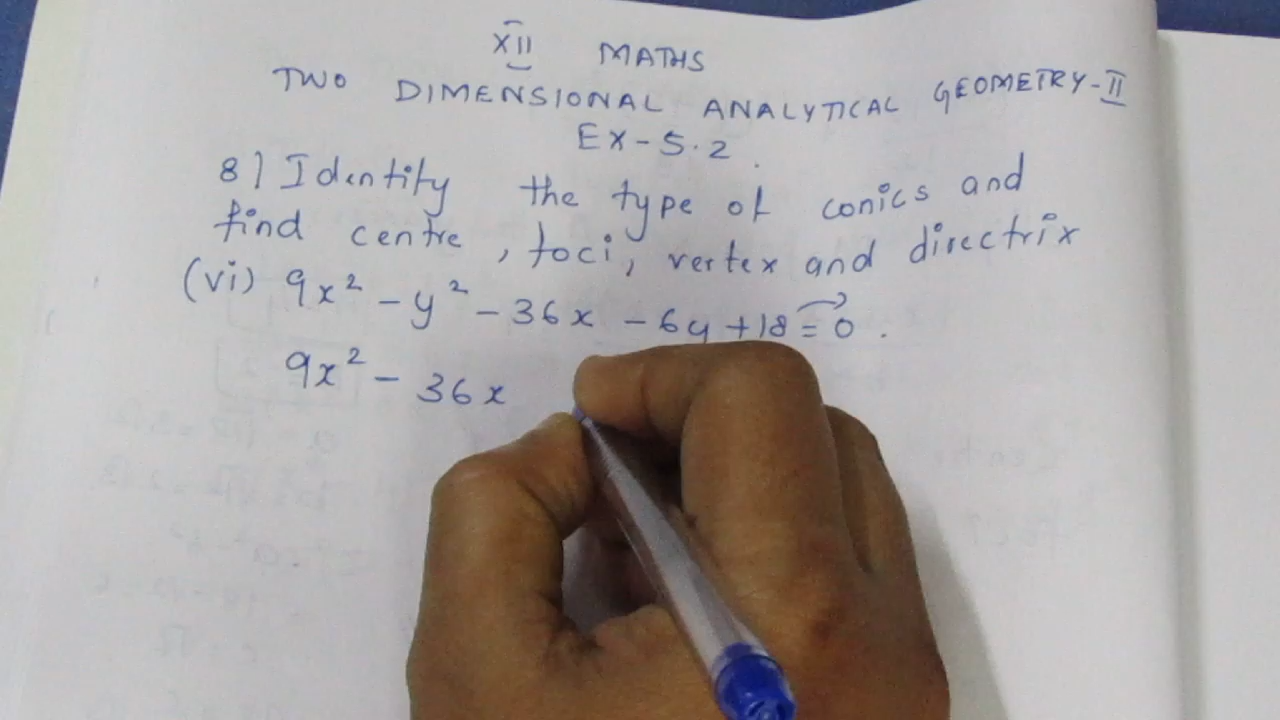 XII MATHS
TWO DIMENSIONAL ANALYTICAL GEOMETRY-II
EX-5.2.
8) Identify the type of conics and
find centre, foci, vertex and directrix
(vi) 9x² - y² - 36x - 6y + 18 = 0.
9x² - 36x